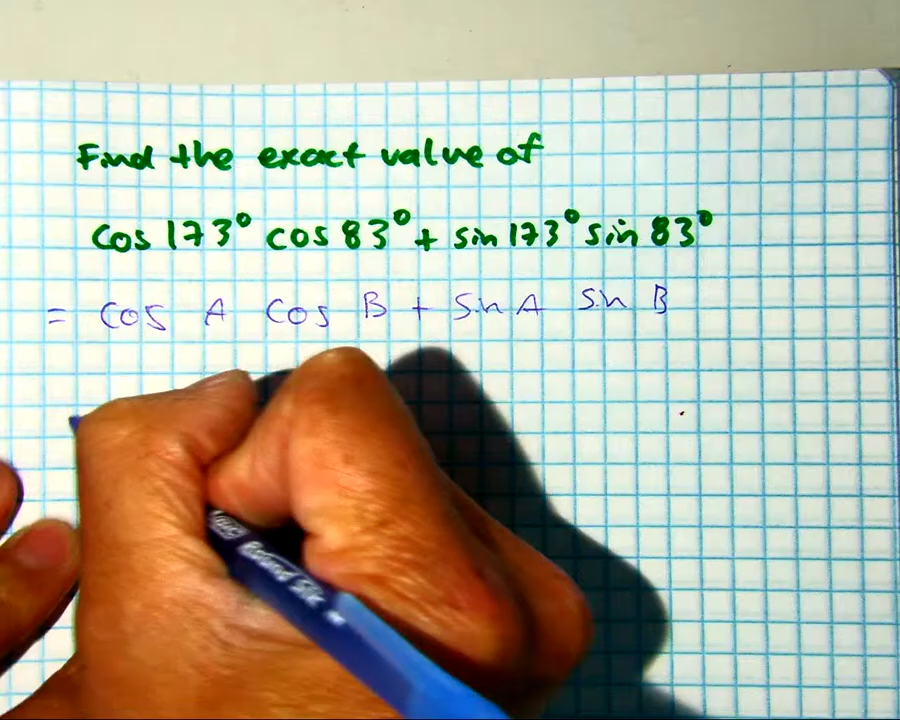 Find the exact value of
cos 173° cos 83° + sin 173° sin 83°
= cos A cos B + sin A sin B